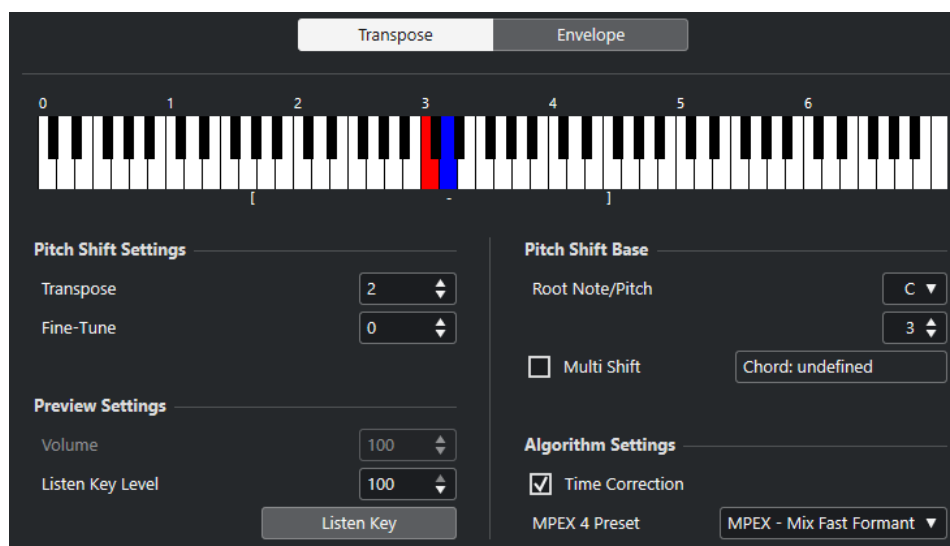 Transpose Envelope
0 1 2 3 4 5 6
[ - ]
Pitch Shift Settings
Transpose 2
Fine-Tune 0
Pitch Shift Base
Root Note/Pitch C
3
Multi Shift Chord: undefined
Preview Settings
Volume 100
Listen Key Level 100
Listen Key
Algorithm Settings
Time Correction
MPEX 4 Preset MPEX - Mix Fast Formant